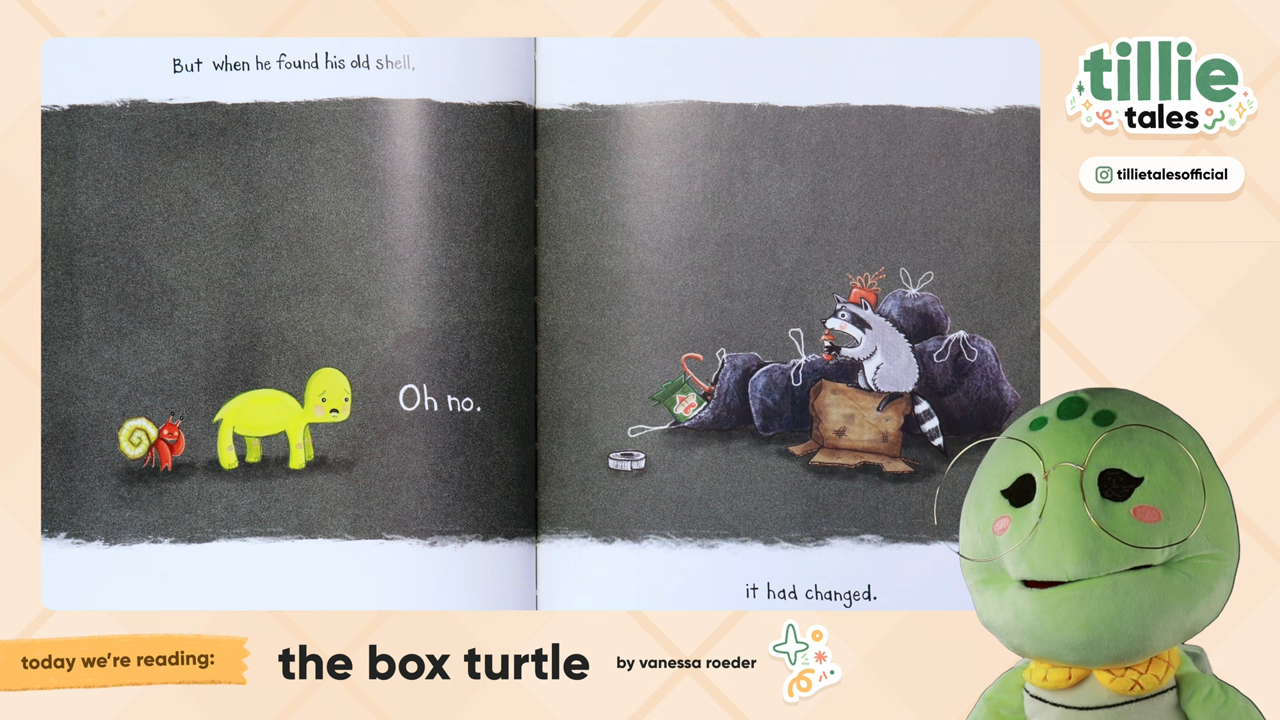 But when he found his old shell,
Oh no.
it had changed.
tillie
tales
tillietalesofficial
today we're reading:
the box turtle
by vanessa roeder